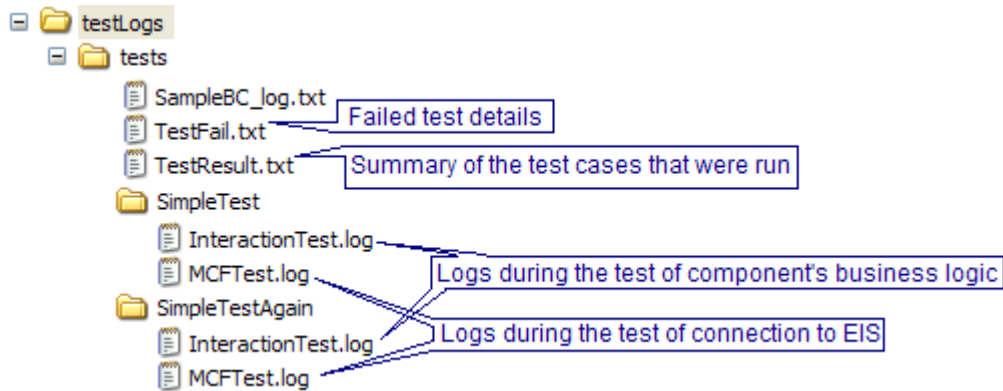 testLogs
tests
SampleBC_log.txt
TestFail.txt
Failed test details
TestResult.txt
Summary of the test cases that were run
SimpleTest
InteractionTest.log
MCFTest.log
Logs during the test of component's business logic
SimpleTestAgain
InteractionTest.log
Logs during the test of connection to EIS
MCFTest.log